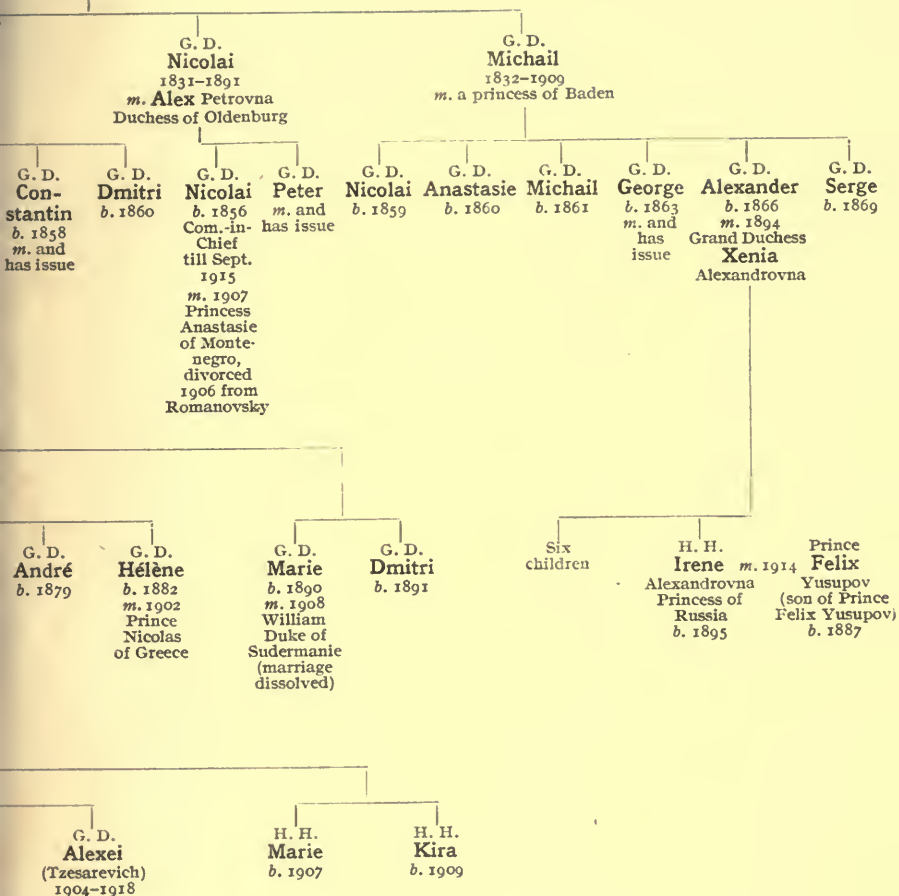 G. D.
Nicolai
1831–1891
m. Alex Petrovna
Duchess of Oldenburg
G. D.
Michail
1832–1909
m. a princess of Baden
G. D.
Con-
stantin
b. 1858
m. and
has issue
G. D.
Dmitri
b. 1860
G. D.
Nicolai
b. 1856
Com.-in-
Chief
till Sept.
1915
m. 1907
Princess
Anastasie
of Monte-
negro,
divorced
1906 from
Romanovsky
G. D.
Peter
m. and
has issue
G. D.
Nicolai
b. 1859
G. D.
Anastasie
b. 1860
G. D.
Michail
b. 1861
G. D.
George
b. 1863
m. and
has
issue
G. D.
Alexander
b. 1866
m. 1894
Grand Duchess
Xenia
Alexandrovna
G. D.
Serge
b. 1869
G. D.
André
b. 1879
G. D.
Hélène
b. 1882
m. 1902
Prince
Nicolas
of Greece
G. D.
Marie
b. 1890
m. 1908
William
Duke of
Sudermanie
(marriage
dissolved)
G. D.
Dmitri
b. 1891
Six
children
H. H.
Irene
Alexandrovna
Princess of
Russia
b. 1895
m. 1914
Prince
Felix
Yusupov
(son of Prince
Felix Yusupov)
b. 1887
G. D.
Alexei
(Tzesarevich)
1904–1918
H. H.
Marie
b. 1907
H. H.
Kira
b. 1909